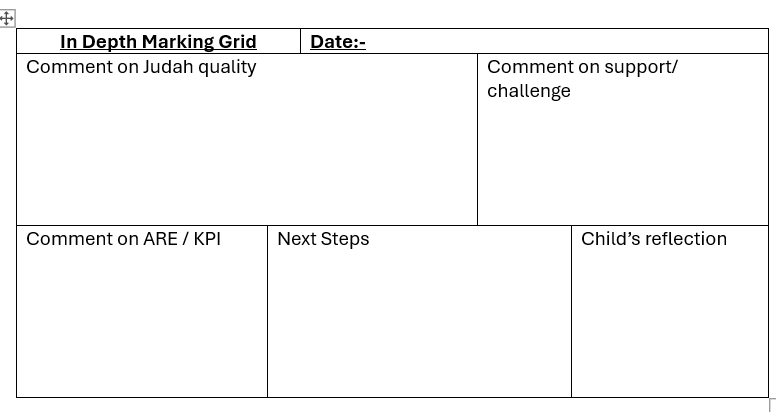 In Depth Marking Grid
Date:-
Comment on Judah quality
Comment on support/
challenge
Comment on ARE / KPI
Next Steps
Child’s reflection